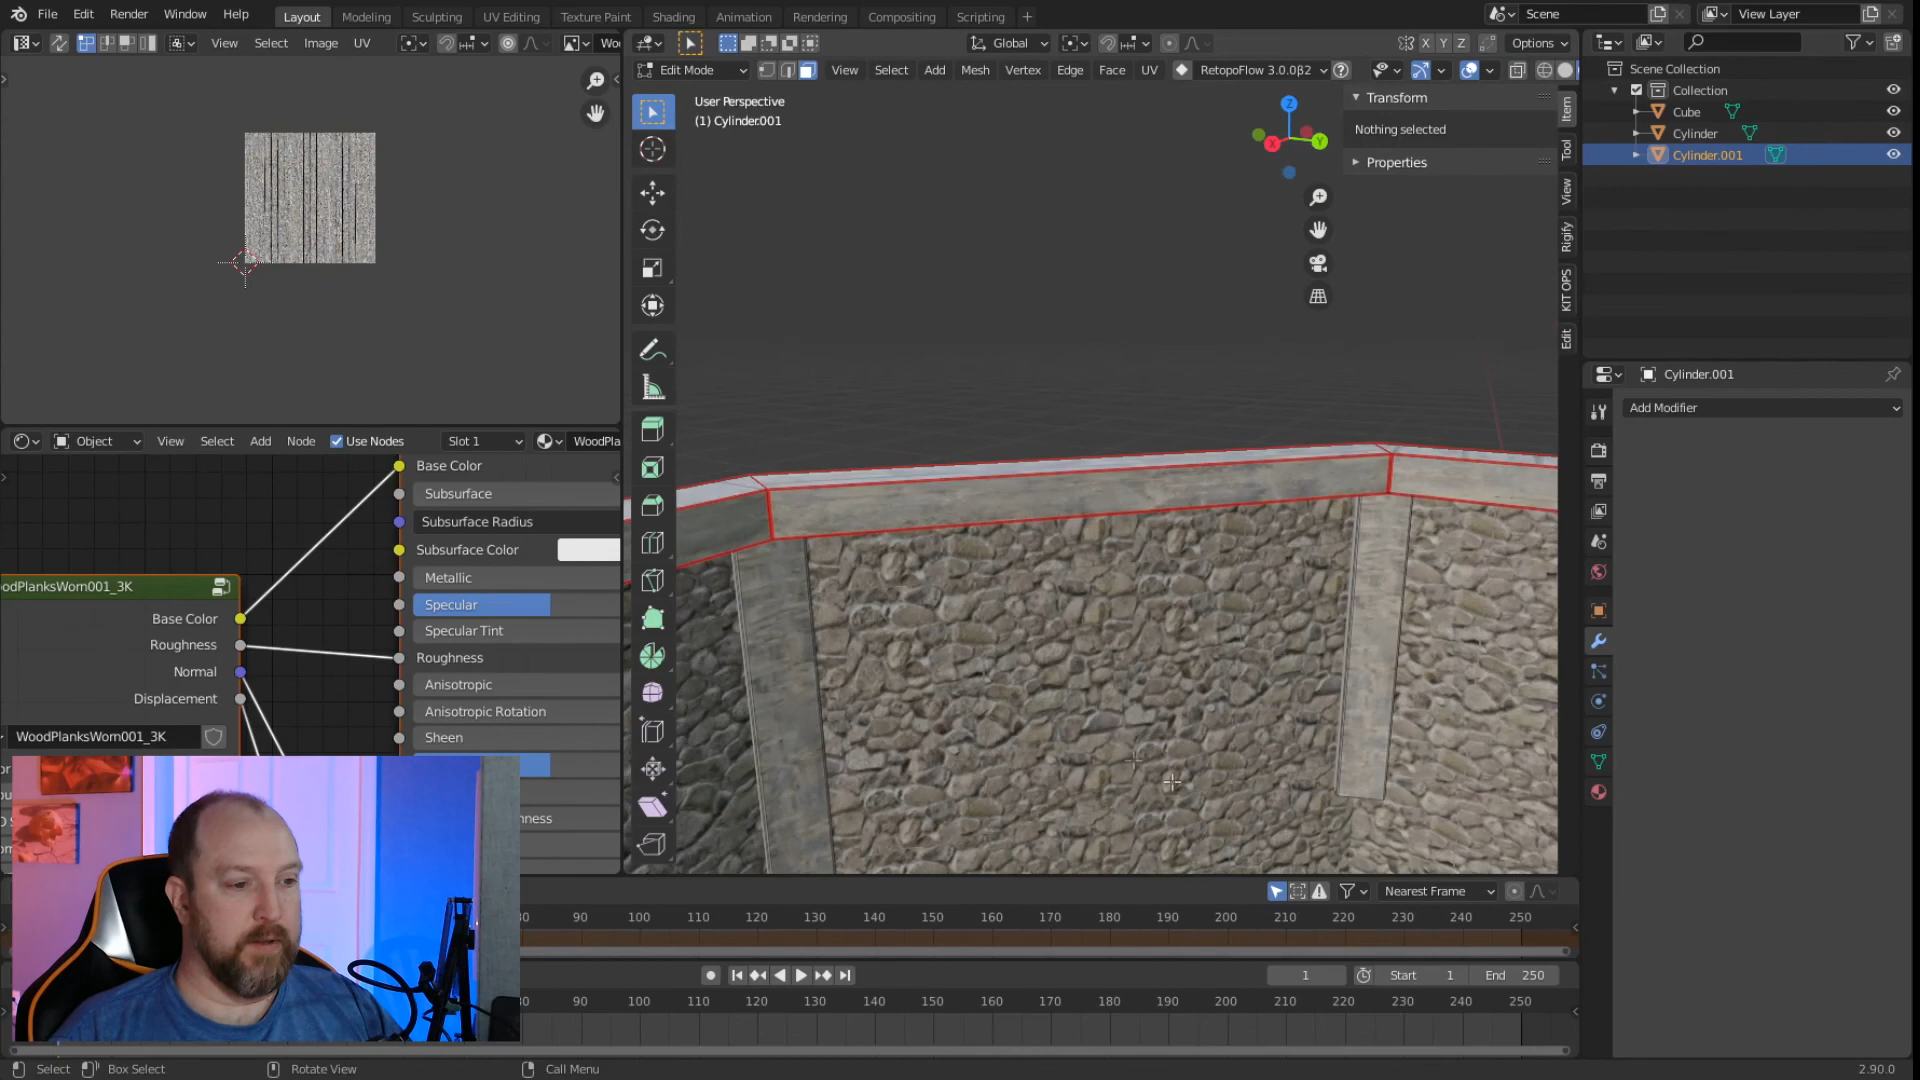 File Edit Render Window Help Layout Modeling Sculpting UV Editing Texture Paint Shading Animation Rendering Compositing Scripting + Scene View Layer
View Select Image UV Global X Y Z Options
Edit Mode View Select Add Mesh Vertex Edge Face UV RetopoFlow 3.0.0β2
User Perspective
(1) Cylinder.001
Z
X
Y
Transform
Nothing selected
Properties
Item
Tool
View
Rigify
KIT OPS
Edit
Scene Collection
Collection
Cube
Cylinder
Cylinder.001
Cylinder.001
Add Modifier
Object View Select Add Node Use Nodes Slot 1 WoodPla
Base Color
Subsurface
Subsurface Radius
Subsurface Color
Metallic
Specular
Specular Tint
Roughness
Anisotropic
Anisotropic Rotation
Sheen
oodPlanksWorn001_3K
Base Color
Roughness
Normal
Displacement
WoodPlanksWorn001_3K
Nearest Frame
90 100 110 120 130 140 150 160 170 180 190 200 210 220 230 240 250
1 Start 1 End 250
90 100 110 120 130 140 150 160 170 180 190 200 210 220 230 240 250
Select Box Select Rotate View Call Menu 2.90.0